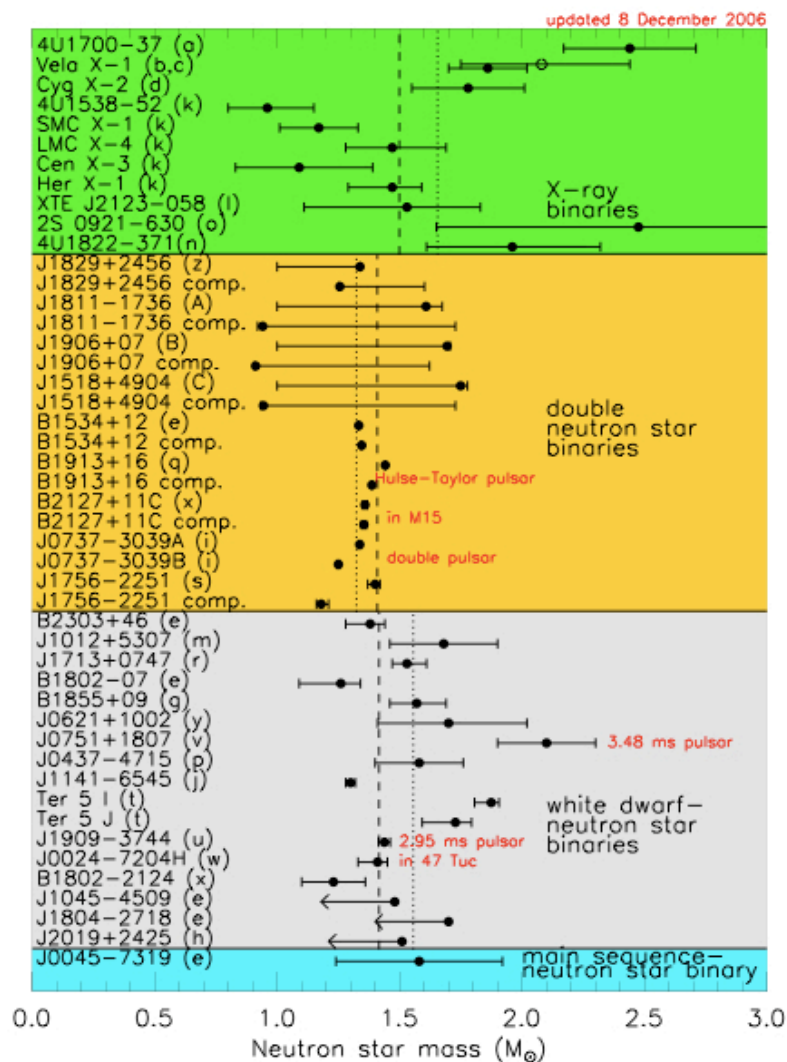 updated 8 December 2006
4U1700-37 (a)
Vela X-1 (b,c)
Cyg X-2 (d)
4U1538-52 (k)
SMC X-1 (k)
LMC X-4 (k)
Cen X-3 (k)
Her X-1 (k)
XTE J2123-058 (l)
2S 0921-630 (o)
4U1822-371(n)
X-ray
binaries
J1829+2456 (z)
J1829+2456 comp.
J1811-1736 (A)
J1811-1736 comp.
J1906+07 (B)
J1906+07 comp.
J1518+4904 (C)
J1518+4904 comp.
B1534+12 (e)
B1534+12 comp.
B1913+16 (q)
B1913+16 comp.
B2127+11C (x)
B2127+11C comp.
J0737-3039A (i)
J0737-3039B (i)
J1756-2251 (s)
J1756-2251 comp.
double
neutron star
binaries
Hulse-Taylor pulsar
in M15
double pulsar
B2303+46 (e)
J1012+5307 (m)
J1713+0747 (r)
B1802-07 (e)
B1855+09 (g)
J0621+1002 (y)
J0751+1807 (v)
J0437-4715 (p)
J1141-6545 (j)
Ter 5 I (t)
Ter 5 J (t)
J1909-3744 (u)
J0024-7204H (w)
B1802-2124 (x)
J1045-4509 (e)
J1804-2718 (e)
J2019+2425 (h)
3.48 ms pulsar
white dwarf-
neutron star
binaries
2.95 ms pulsar
in 47 Tuc
J0045-7319 (e)
main sequence-
neutron star binary
0.0 0.5 1.0 1.5 2.0 2.5 3.0
Neutron star mass (M☉)